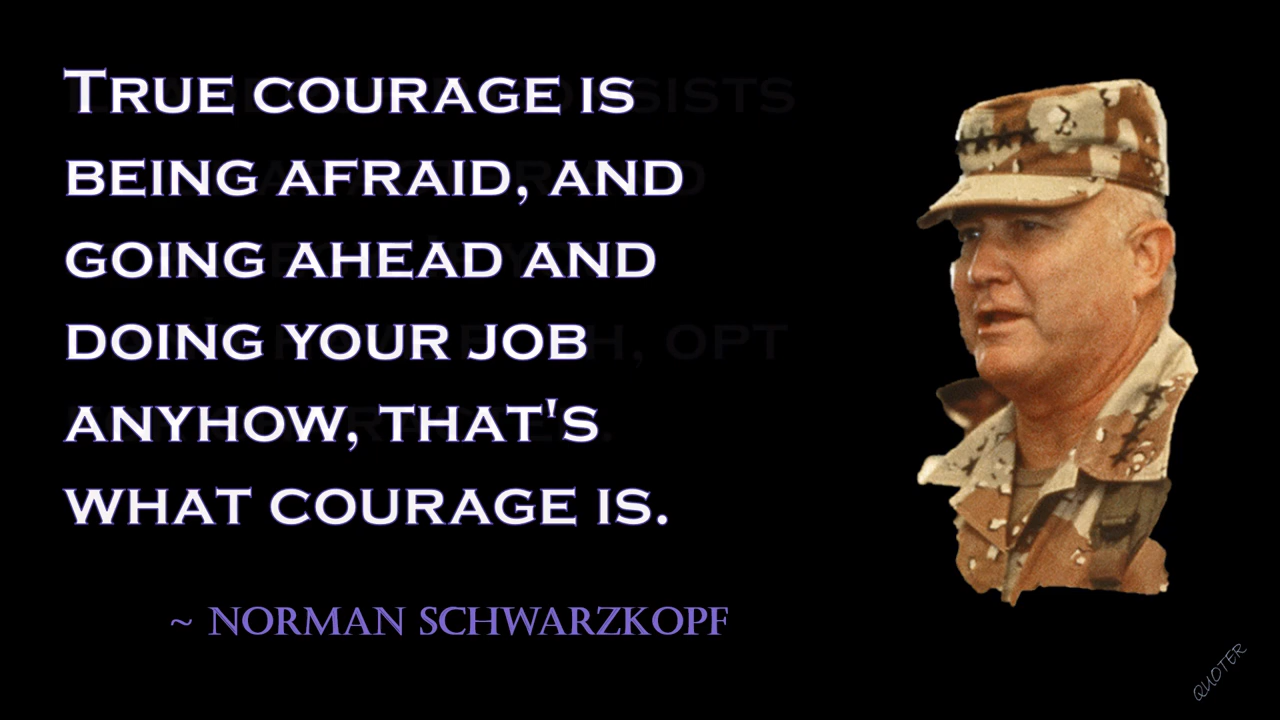 True courage is
being afraid, and
going ahead and
doing your job
anyhow, that's
what courage is.
~ Norman Schwarzkopf
QUOTER